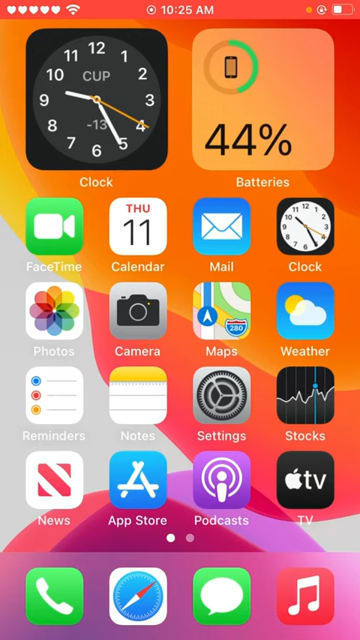 10:25 AM
12
11
1
10
CUP
2
9
3
-13
8
4
7
5
6
44%
Clock
Batteries
THU
11
FaceTime
Calendar
Mail
Clock
280
Photos
Camera
Maps
Weather
Reminders
Notes
Settings
Stocks
tv
News
App Store
Podcasts
TV